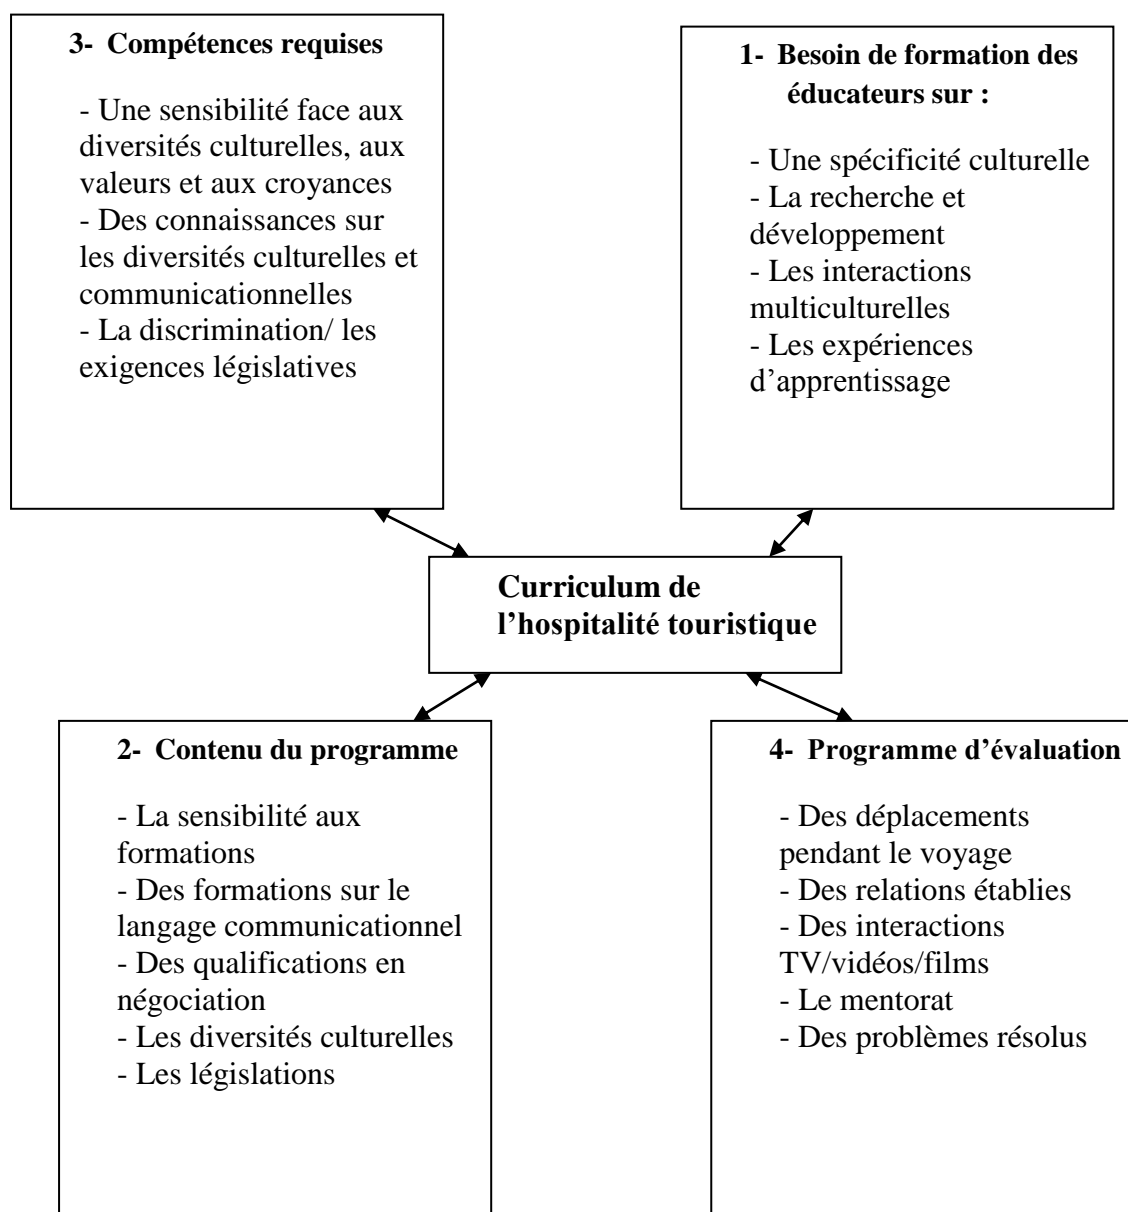 3- Compétences requises
- Une sensibilité face aux
diversités culturelles, aux
valeurs et aux croyances
- Des connaissances sur
les diversités culturelles et
communicationnelles
- La discrimination/ les
exigences législatives
1- Besoin de formation des
éducateurs sur :
- Une spécificité culturelle
- La recherche et
développement
- Les interactions
multiculturelles
- Les expériences
d’apprentissage
Curriculum de
l’hospitalité touristique
2- Contenu du programme
- La sensibilité aux
formations
- Des formations sur le
langage communicationnel
- Des qualifications en
négociation
- Les diversités culturelles
- Les législations
4- Programme d’évaluation
- Des déplacements
pendant le voyage
- Des relations établies
- Des interactions
TV/vidéos/films
- Le mentorat
- Des problèmes résolus